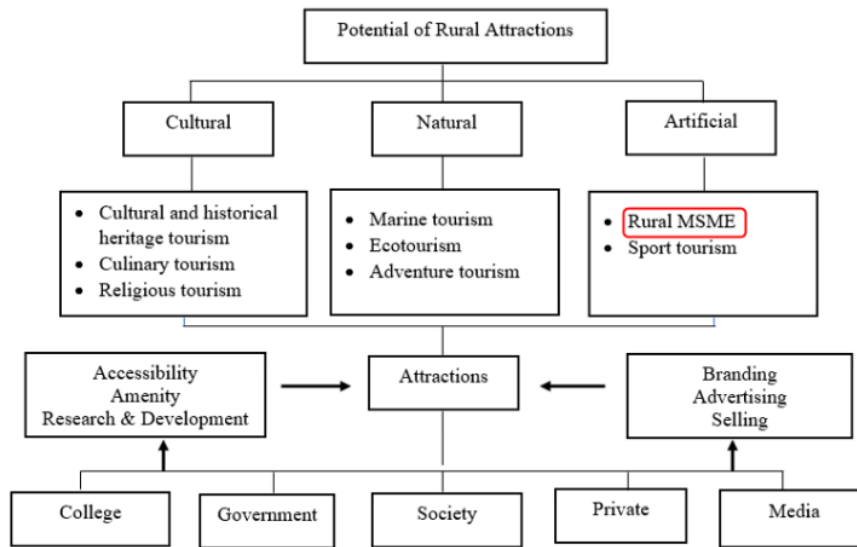 Potential of Rural Attractions
Cultural
Natural
Artificial
• Cultural and historical
heritage tourism
• Culinary tourism
• Religious tourism
• Marine tourism
• Ecotourism
• Adventure tourism
• Rural MSME
• Sport tourism
Accessibility
Amenity
Research & Development
Attractions
Branding
Advertising
Selling
College
Government
Society
Private
Media